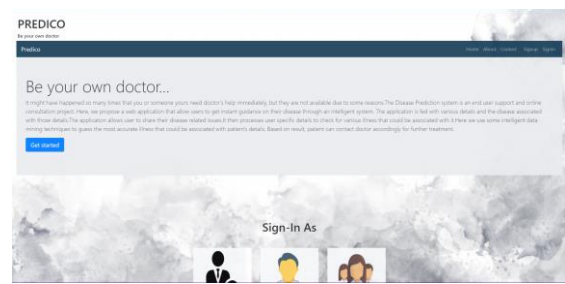 PREDICO
Be your own doctor
Predico
Home About Contact Signup Signin
Be your own doctor...
It might have happened so many times that you or someone yours need doctor's help immediately, but they are not available due to some reasons.The Disease Prediction system is an end user support and online
consultation project. Here, we propose a web application that allow users to get instant guidance on their disease through an intelligent system. The application is fed with various details and the disease associated
with those details.The application allows user to share their disease related issues.It then processes user specific details to check for various illness that could be associated with it.Here we use some intelligent data
mining techniques to guess the most accurate illness that could be associated with patient's details. Based on result, patient can contact doctor accordingly for further treatment.
Get started
Sign-In As